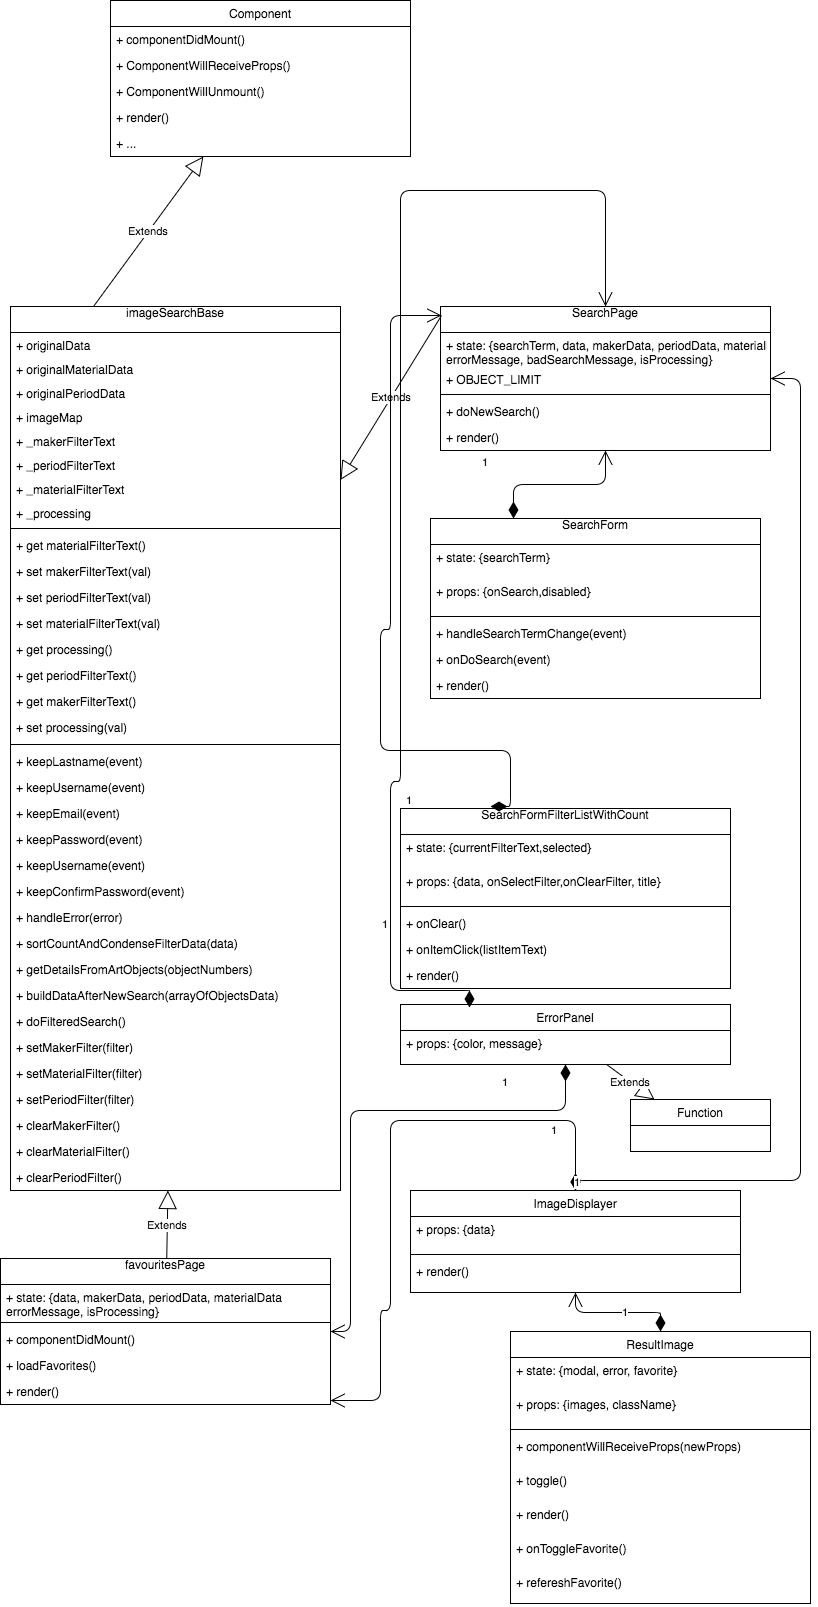 Component
+ componentDidMount()
+ ComponentWillReceiveProps()
+ ComponentWillUnmount()
+ render()
+ ...
Extends
imageSearchBase
+ originalData
+ originalMaterialData
+ originalPeriodData
+ imageMap
+ _makerFilterText
+ _periodFilterText
+ _materialFilterText
+ _processing
+ get materialFilterText()
+ set makerFilterText(val)
+ set periodFilterText(val)
+ set materialFilterText(val)
+ get processing()
+ get periodFilterText()
+ get makerFilterText()
+ set processing(val)
+ keepLastname(event)
+ keepUsername(event)
+ keepEmail(event)
+ keepPassword(event)
+ keepUsername(event)
+ keepConfirmPassword(event)
+ handleError(error)
+ sortCountAndCondenseFilterData(data)
+ getDetailsFromArtObjects(objectNumbers)
+ buildDataAfterNewSearch(arrayOfObjectsData)
+ doFilteredSearch()
+ setMakerFilter(filter)
+ setMaterialFilter(filter)
+ setPeriodFilter(filter)
+ clearMakerFilter()
+ clearMaterialFilter()
+ clearPeriodFilter()
Extends
favouritesPage
+ state: {data, makerData, periodData, materialData
errorMessage, isProcessing}
+ componentDidMount()
+ loadFavorites()
+ render()
Extends
SearchPage
+ state: {searchTerm, data, makerData, periodData, material
errorMessage, badSearchMessage, isProcessing}
+ OBJECT_LIMIT
+ doNewSearch()
+ render()
1
SearchForm
+ state: {searchTerm}
+ props: {onSearch,disabled}
+ handleSearchTermChange(event)
+ onDoSearch(event)
+ render()
1
SearchFormFilterListWithCount
+ state: {currentFilterText,selected}
+ props: {data, onSelectFilter,onClearFilter, title}
+ onClear()
+ onItemClick(listItemText)
+ render()
1
ErrorPanel
+ props: {color, message}
1
Extends
Function
1
1
ImageDisplayer
+ props: {data}
+ render()
1
ResultImage
+ state: {modal, error, favorite}
+ props: {images, className}
+ componentWillReceiveProps(newProps)
+ toggle()
+ render()
+ onToggleFavorite()
+ refereshFavorite()